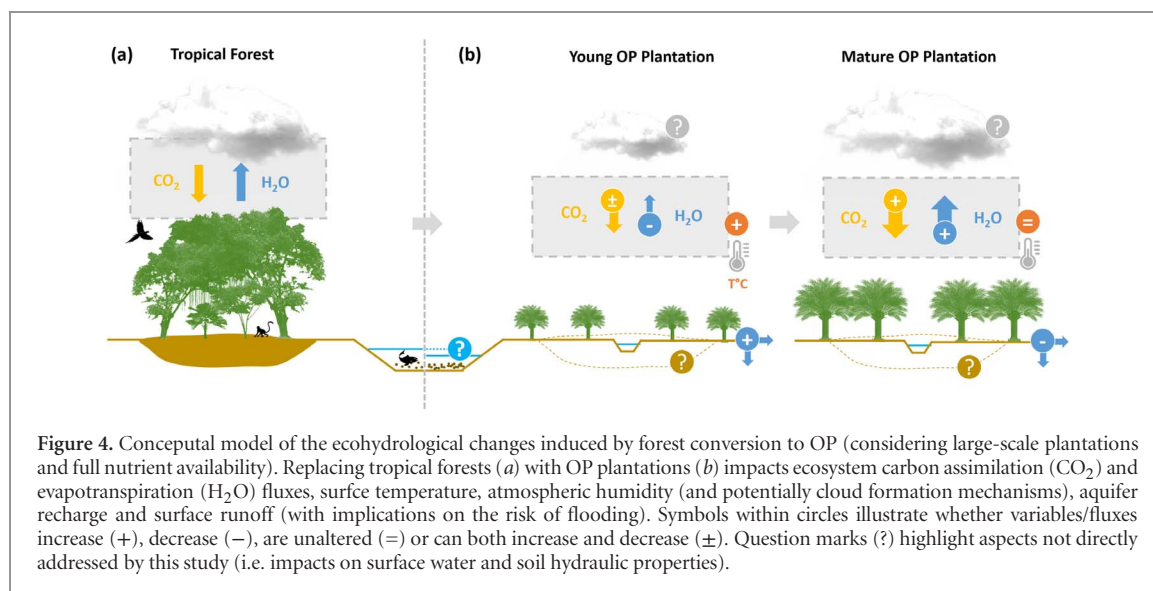 (a) Tropical Forest (b) Young OP Plantation Mature OP Plantation
? ?
CO₂ H₂O CO₂ ± - H₂O + CO₂ + + H₂O =
T°C
? + -
? ?
Figure 4. Conceputal model of the ecohydrological changes induced by forest conversion to OP (considering large-scale plantations
and full nutrient availability). Replacing tropical forests (a) with OP plantations (b) impacts ecosystem carbon assimilation (CO₂) and
evapotranspiration (H₂O) fluxes, surfce temperature, atmospheric humidity (and potentially cloud formation mechanisms), aquifer
recharge and surface runoff (with implications on the risk of flooding). Symbols within circles illustrate whether variables/fluxes
increase (+), decrease (−), are unaltered (=) or can both increase and decrease (±). Question marks (?) highlight aspects not directly
addressed by this study (i.e. impacts on surface water and soil hydraulic properties).